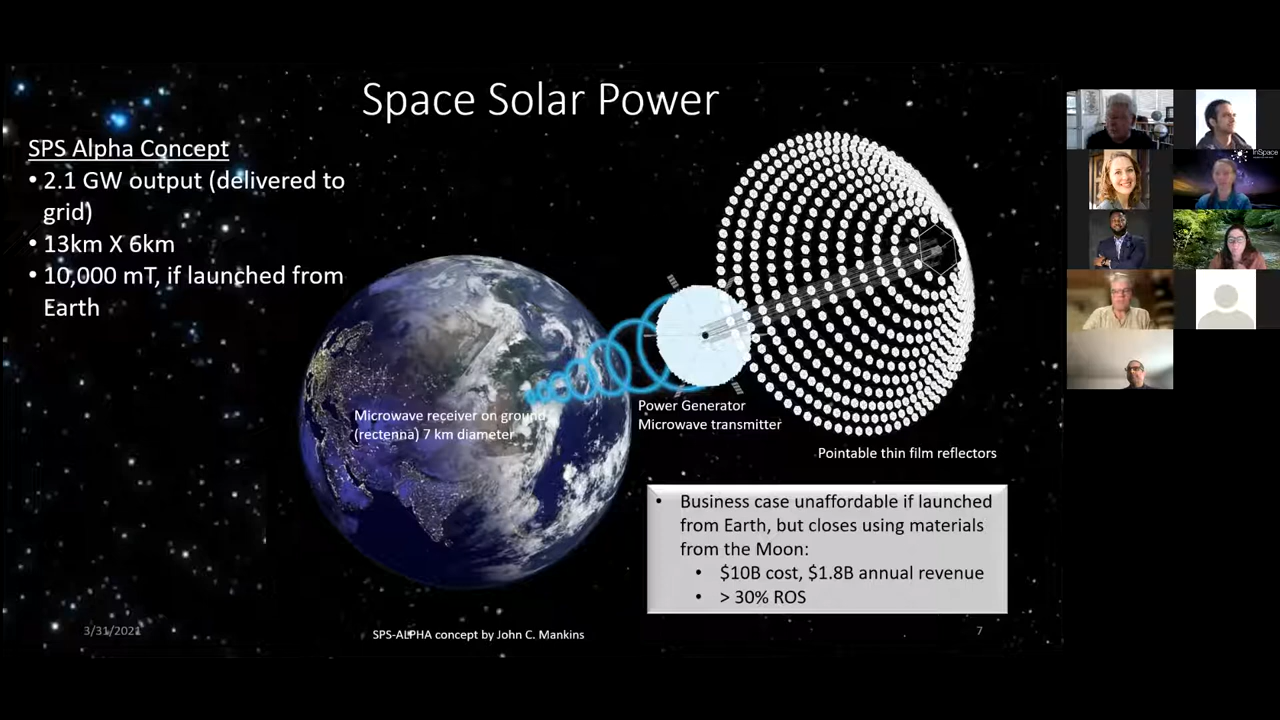 Space Solar Power
SPS Alpha Concept
• 2.1 GW output (delivered to
grid)
• 13km X 6km
• 10,000 mT, if launched from
Earth
Microwave receiver on ground
(rectenna) 7 km diameter
Power Generator
Microwave transmitter
Pointable thin film reflectors
• Business case unaffordable if launched
from Earth, but closes using materials
from the Moon:
• $10B cost, $1.8B annual revenue
• > 30% ROS
3/31/2021
SPS-ALPHA concept by John C. Mankins
7
InSpace